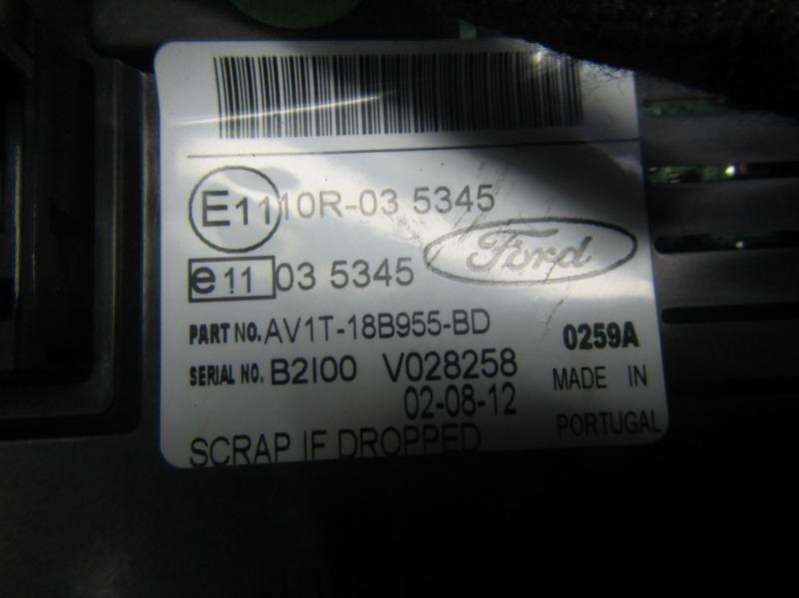 E11 10R-03 5345
e11 03 5345
Ford
PART NO. AV1T-18B955-BD
0259A
SERIAL NO. B2I00 V028258
MADE IN
02-08-12
PORTUGAL
SCRAP IF DROPPED